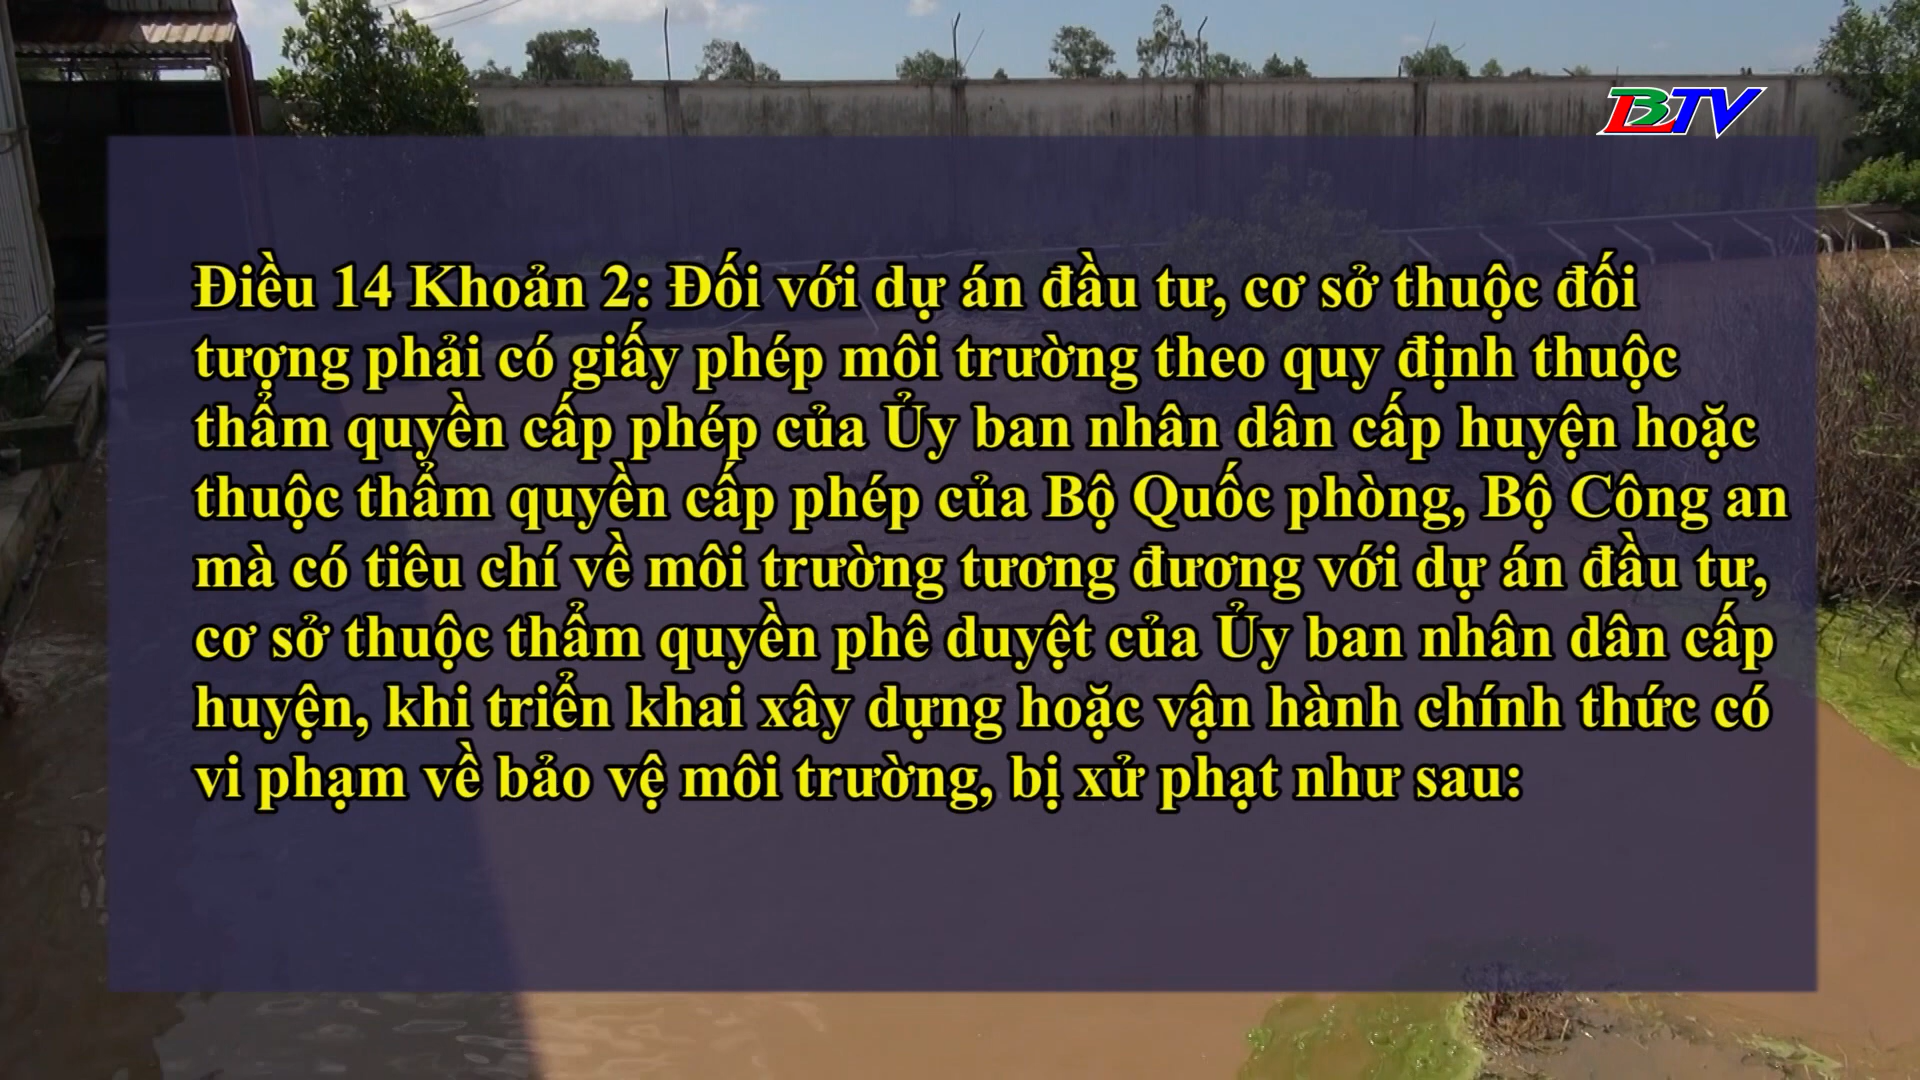 BTV
Điều 14 Khoản 2: Đối với dự án đầu tư, cơ sở thuộc đối
tượng phải có giấy phép môi trường theo quy định thuộc
thẩm quyền cấp phép của Ủy ban nhân dân cấp huyện hoặc
thuộc thẩm quyền cấp phép của Bộ Quốc phòng, Bộ Công an
mà có tiêu chí về môi trường tương đương với dự án đầu tư,
cơ sở thuộc thẩm quyền phê duyệt của Ủy ban nhân dân cấp
huyện, khi triển khai xây dựng hoặc vận hành chính thức có
vi phạm về bảo vệ môi trường, bị xử phạt như sau: